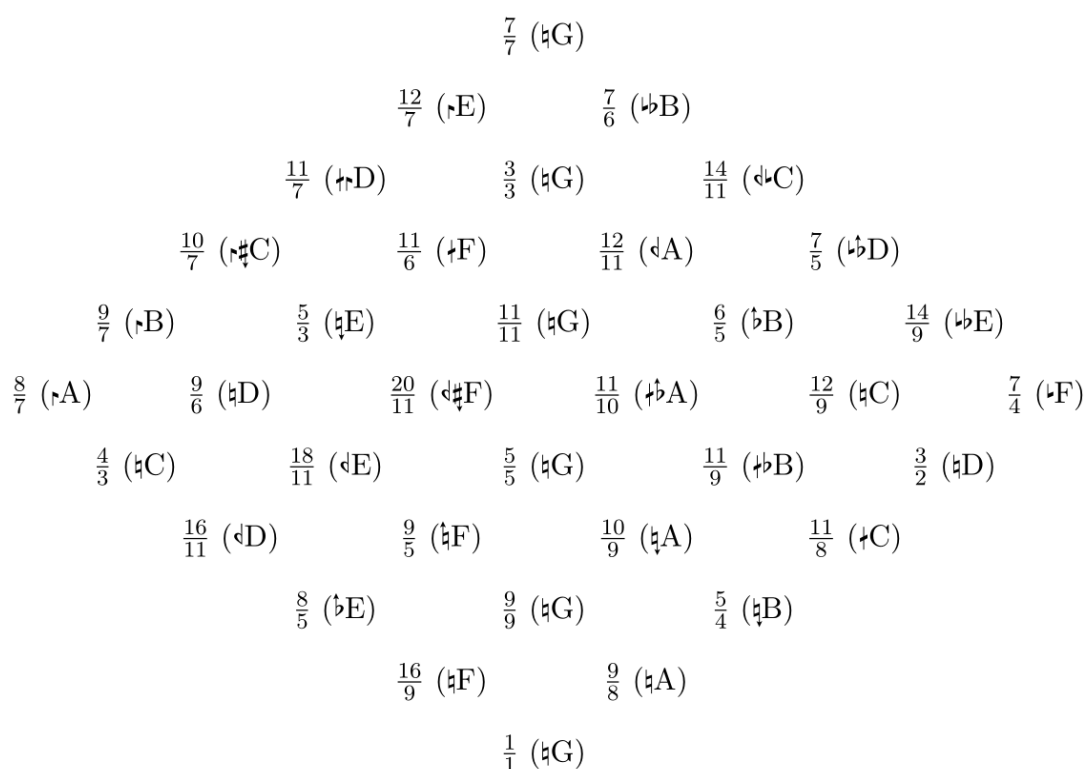 7/7 (♮G)
12/7 (E) 7/6 (♭B)
11/7 (D) 3/3 (♮G) 14/11 (C)
10/7 (C) 11/6 (F) 12/11 (A) 7/5 (D)
9/7 (B) 5/3 (E) 11/11 (♮G) 6/5 (B) 14/9 (♭E)
8/7 (A) 9/6 (♮D) 20/11 (F) 11/10 (A) 12/9 (♮C) 7/4 (F)
4/3 (♮C) 18/11 (E) 5/5 (♮G) 11/9 (♭B) 3/2 (♮D)
16/11 (D) 9/5 (F) 10/9 (A) 11/8 (C)
8/5 (E) 9/9 (♮G) 5/4 (B)
16/9 (♮F) 9/8 (♮A)
1/1 (♮G)